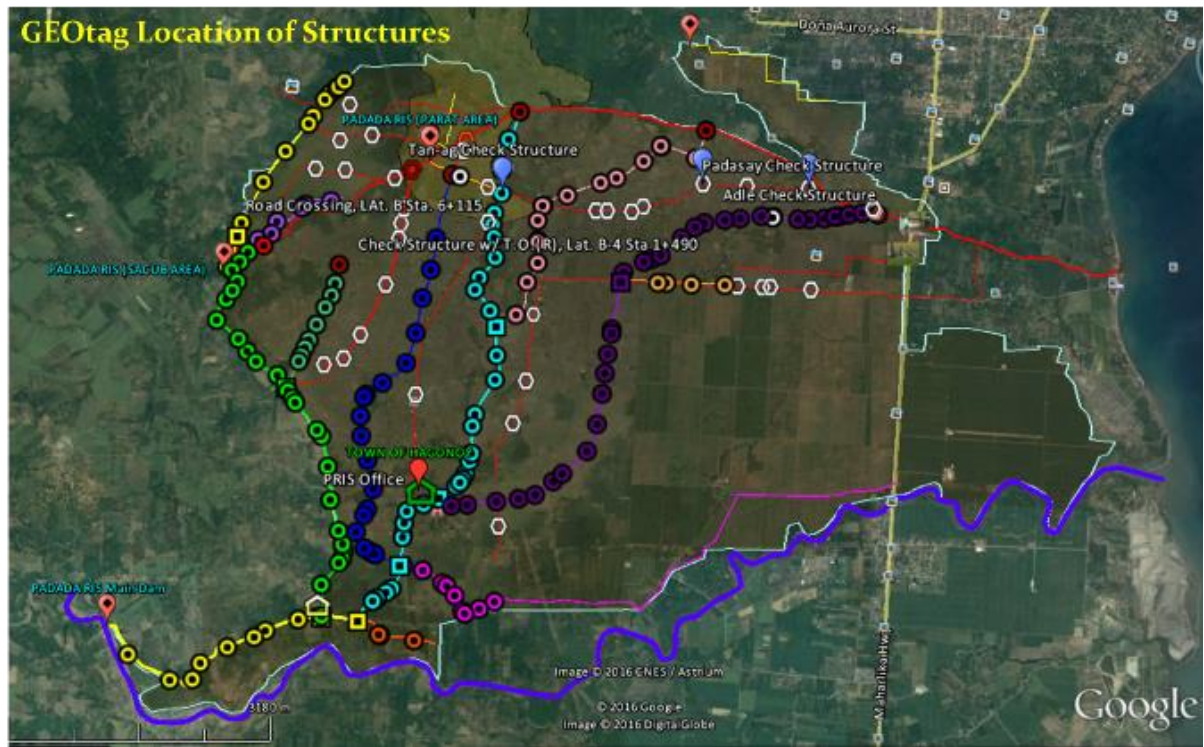 GEOtag Location of Structures
Doña Aurora St
PADADA RIS (PARAT AREA)
Tan-ag Check Structure
Padasay Check Structure
Adle Check Structure
Road Crossing, LAt. B Sta. 6+115
Check Structure w/ T.O.(R), Lat. B-4 Sta 1+490
PADADA RIS (SACUB AREA)
TOWN OF HAGONOY
PRIS Office
PADADA RIS Main Dam
Maharlika Hwy
Image © 2016 CNES / Astrium
3180 m
© 2016 Google
Image © 2016 DigitalGlobe
Google